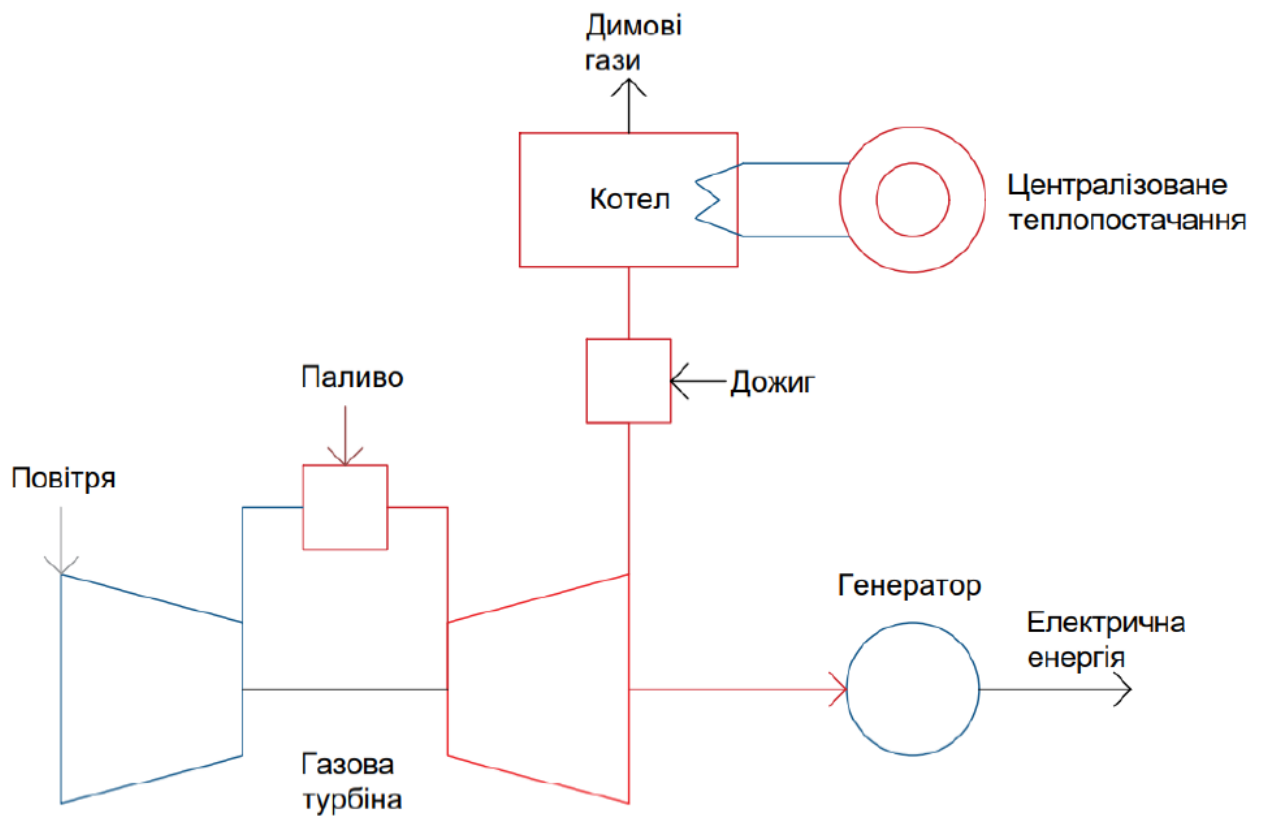 Димові
гази
Котел
Централізоване
теплопостачання
Паливо
Дожиг
Повітря
Генератор
Електрична
енергія
Газова
турбіна